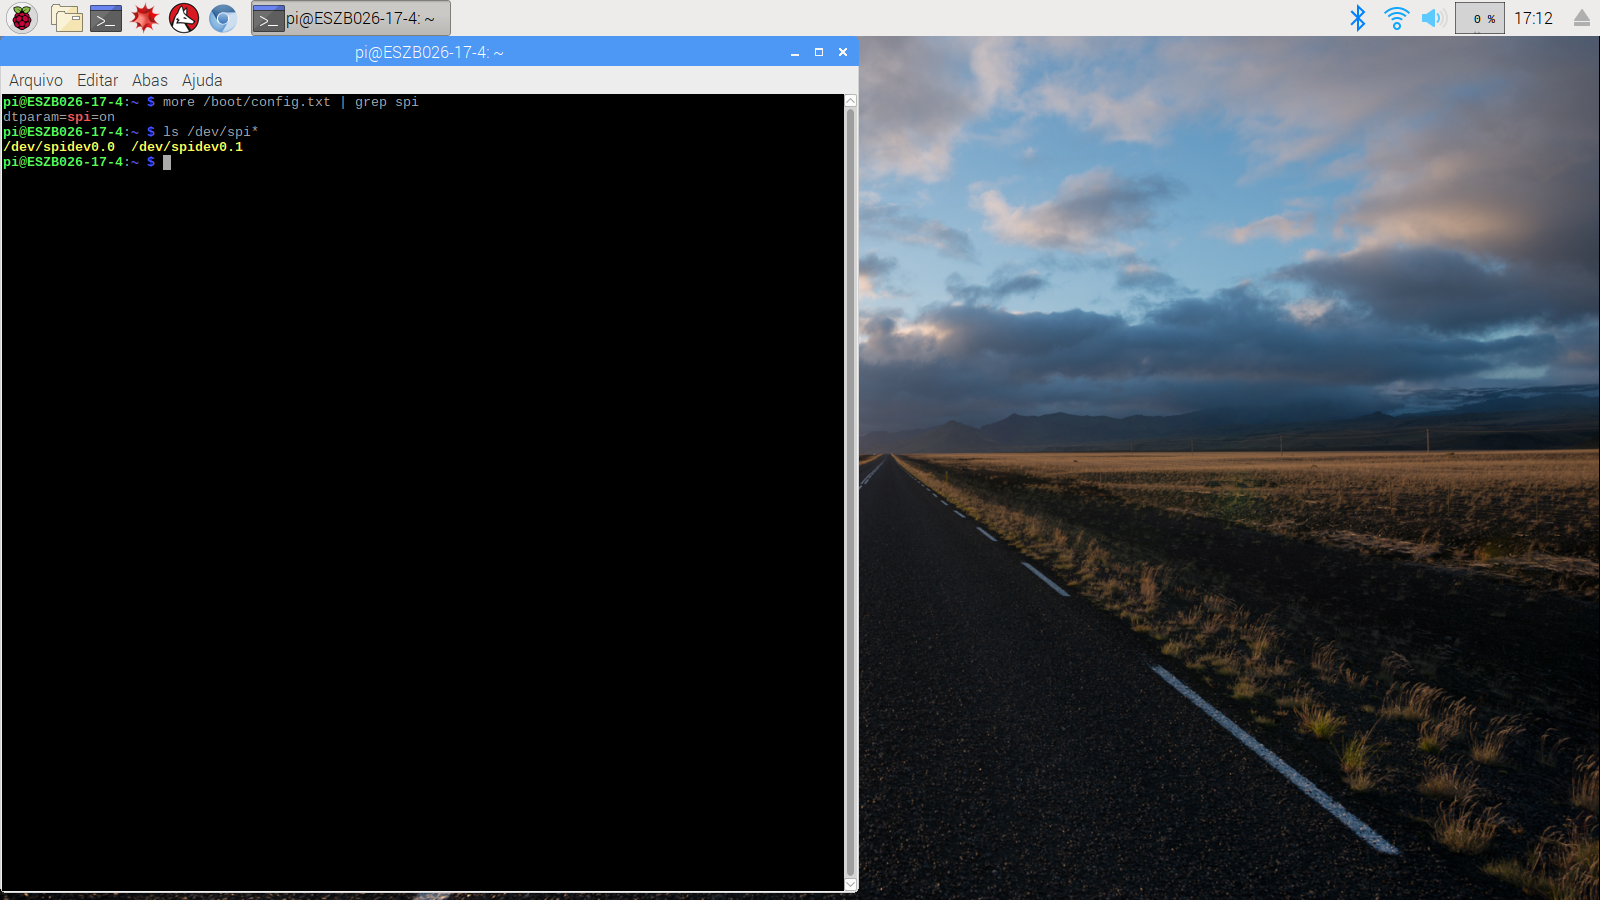 pi@ESZB026-17-4: ~
0 %
17:12
pi@ESZB026-17-4: ~
Arquivo Editar Abas Ajuda
pi@ESZB026-17-4:~ $ more /boot/config.txt | grep spi
dtparam=spi=on
pi@ESZB026-17-4:~ $ ls /dev/spi*
/dev/spidev0.0  /dev/spidev0.1
pi@ESZB026-17-4:~ $